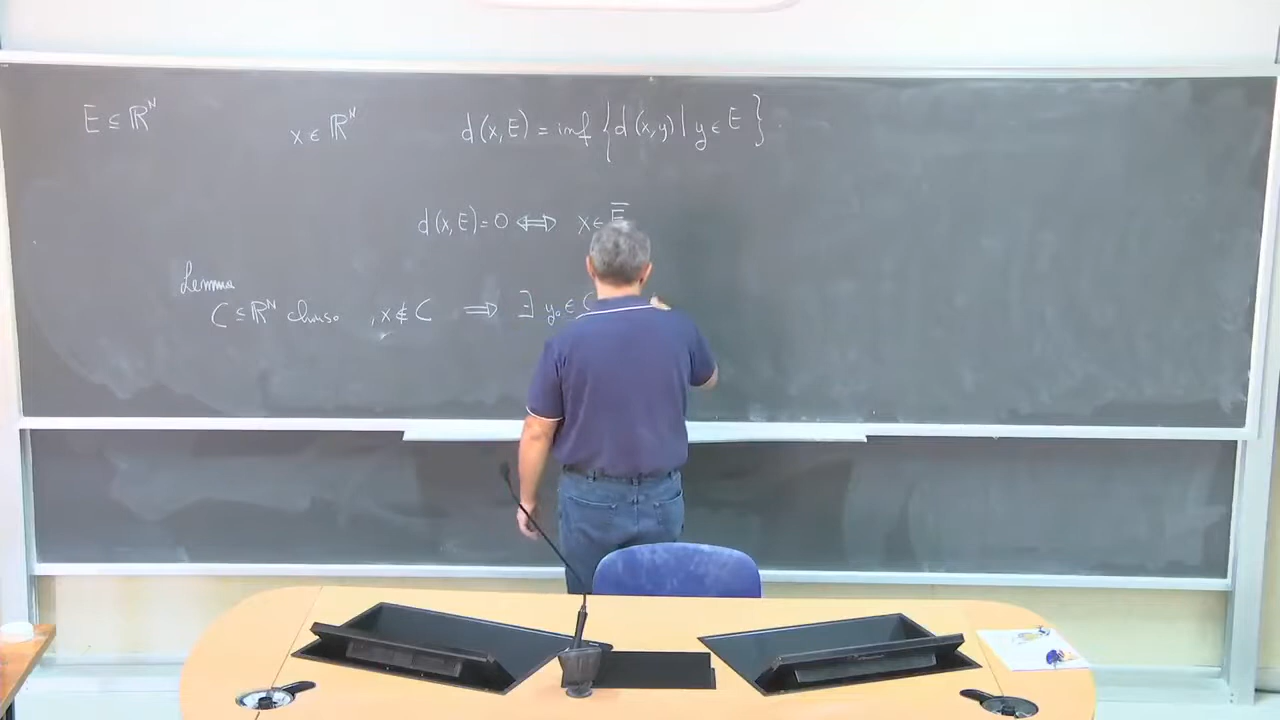 E ⊆ ℝᴺ x ∈ ℝᴺ d(x,E) = inf { d(x,y) | y ∈ E }
d(x,E) = 0 ⟺ x ∈ E̅
Lemma
C ⊆ ℝᴺ chiuso, x ∉ C ⟹ ∃ y₀ ∈ C